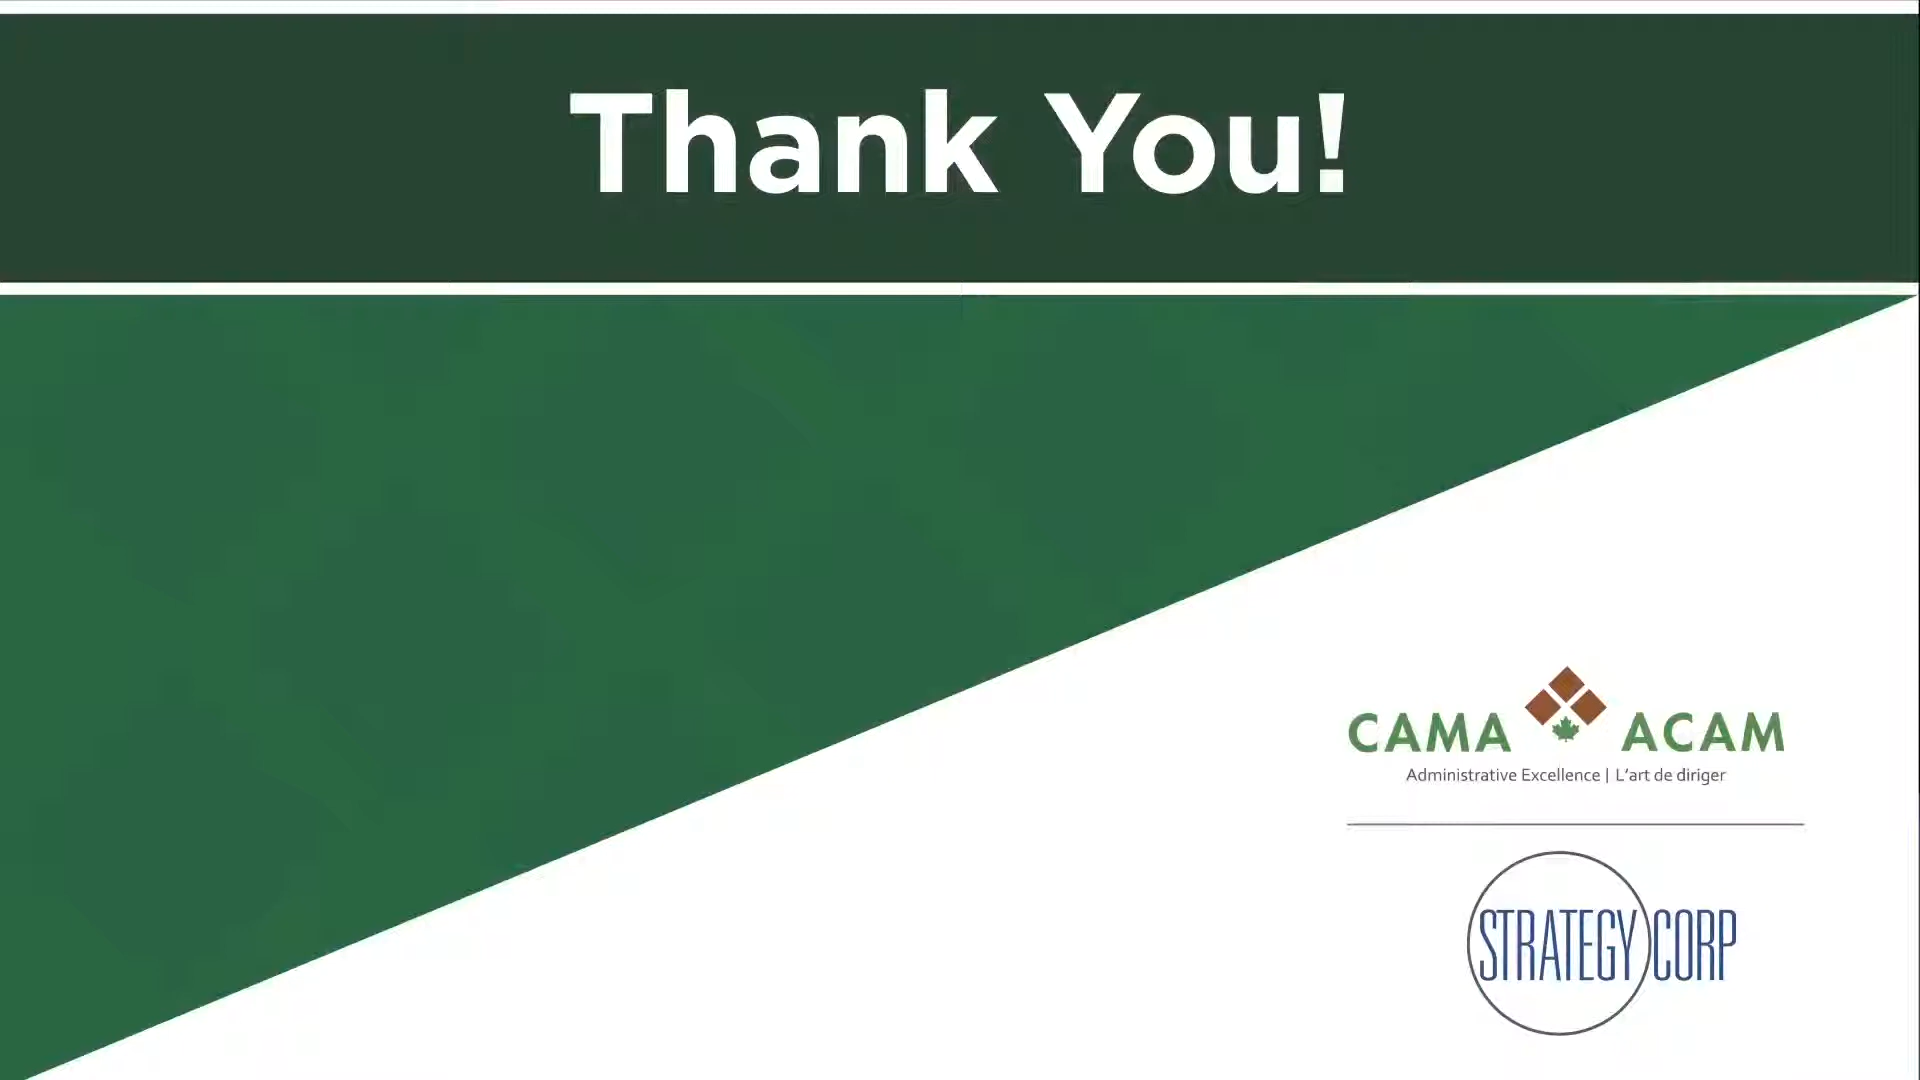 Thank You!
CAMA ACAM
Administrative Excellence | L'art de diriger
STRATEGY CORP